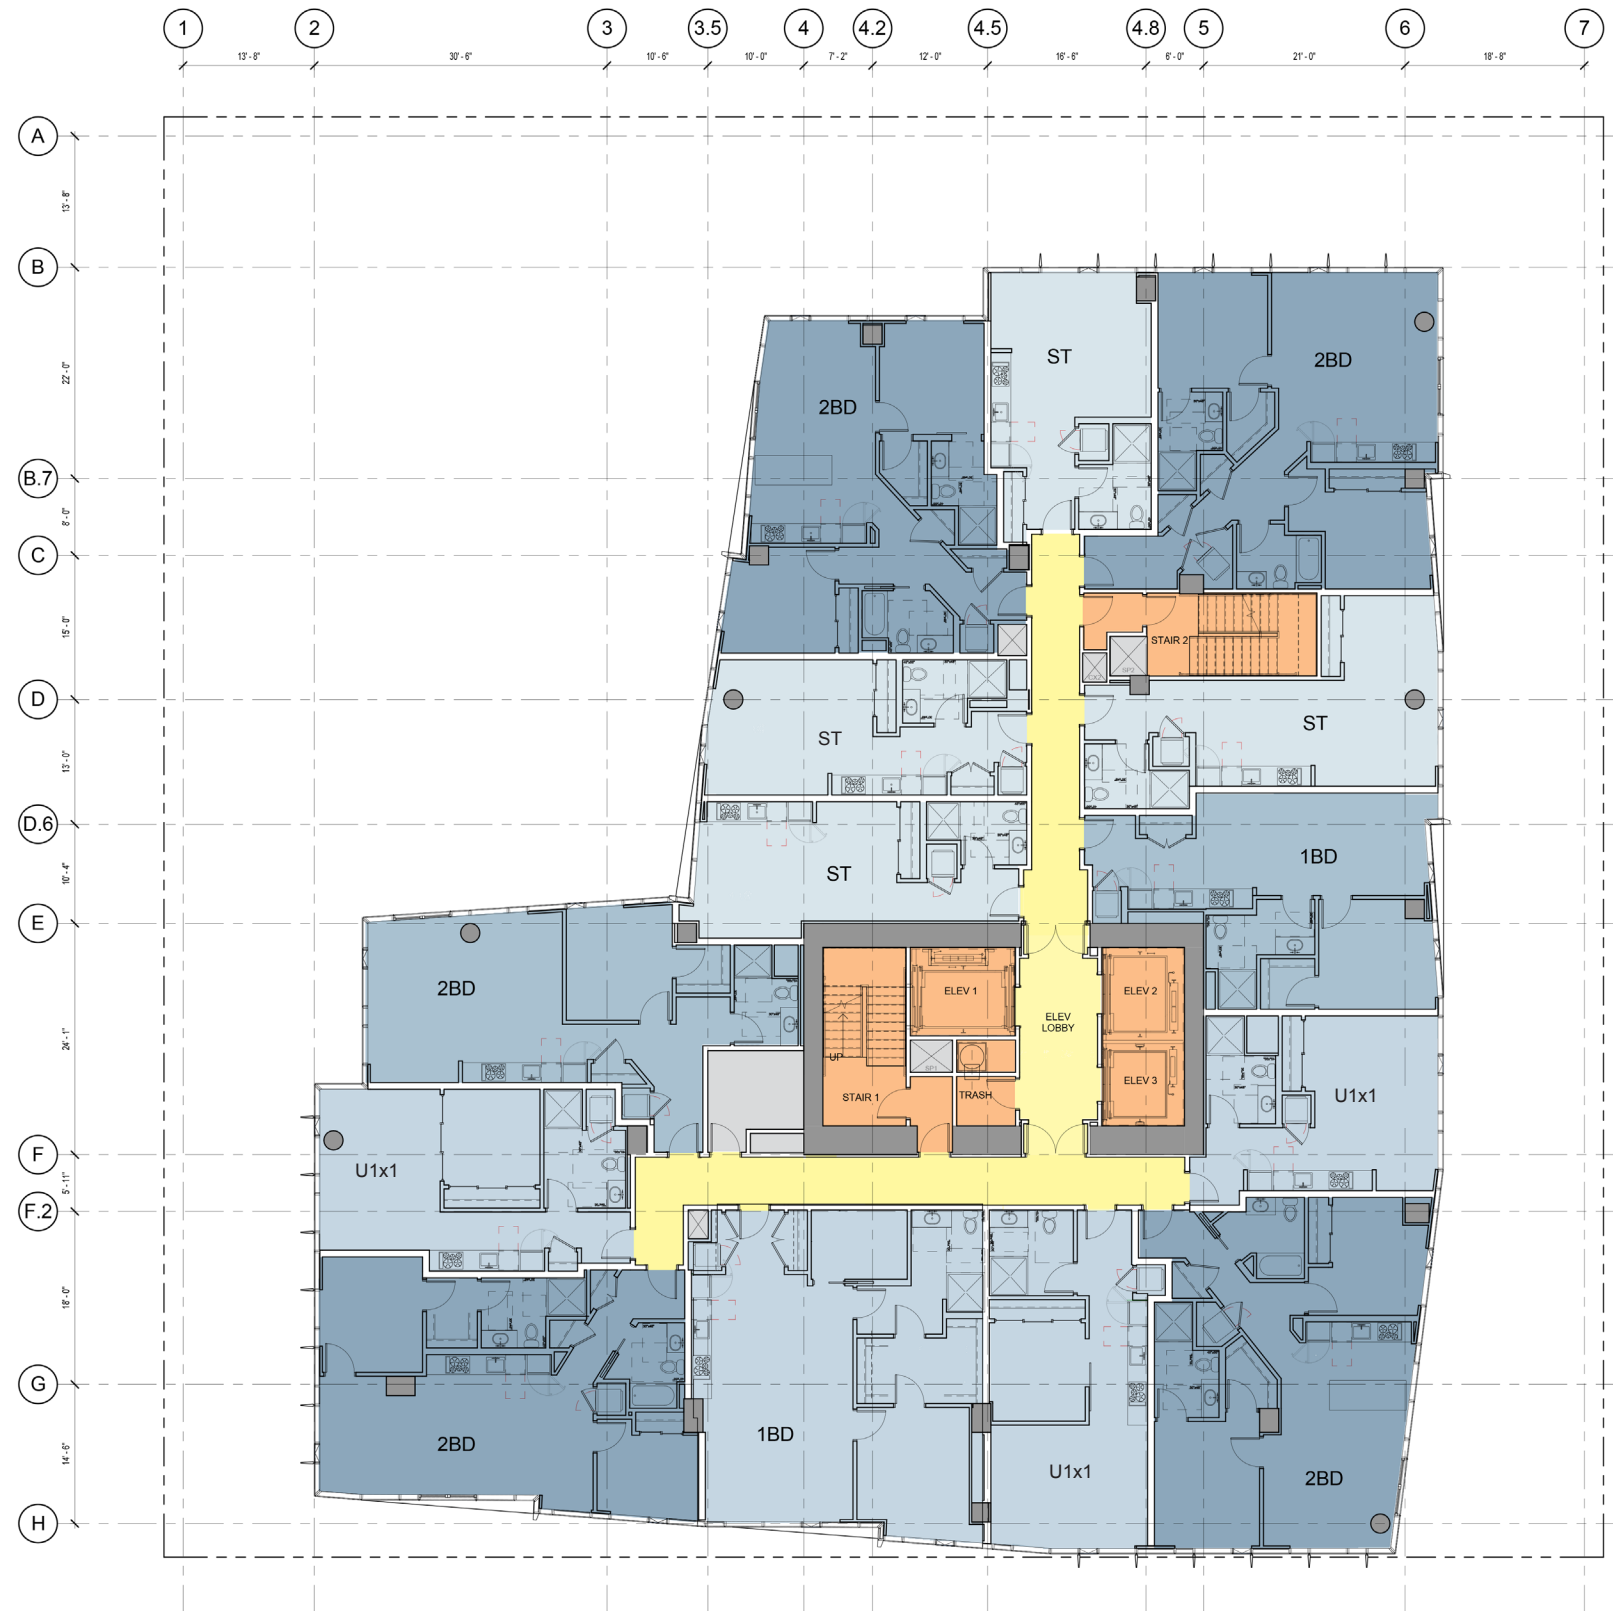 1 2 3 3.5 4 4.2 4.5 4.8 5 6 7
13' - 8" 30' - 6" 10' - 6" 10' - 0" 7' - 2" 12' - 0" 16' - 6" 6' - 0" 21' - 0" 18' - 8"
A
13' - 8"
B
22' - 0"
B.7
8' - 0"
C
15' - 0"
D
13' - 0"
D.6
10' - 4"
E
24' - 1"
F
5' - 11"
F.2
18' - 0"
G
14' - 6"
H
ST
2BD
2BD
STAIR 2
SP2
ST
ST
1BD
ST
2BD
ELEV 1
ELEV 2
ELEV
LOBBY
UP
SP1
ELEV 3
STAIR 1
TRASH
U1x1
U1x1
2BD
1BD
U1x1
2BD